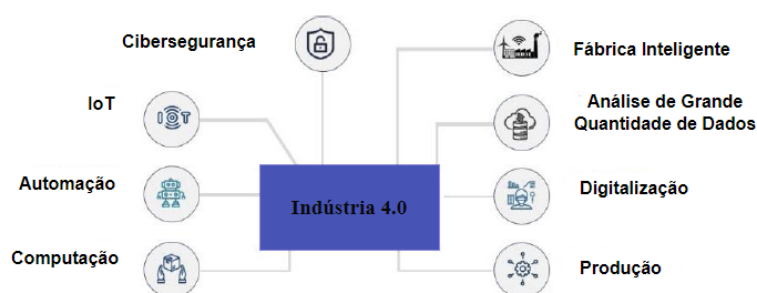 Cibersegurança
IoT
Automação
Computação
I T
Indústria 4.0
Fábrica Inteligente
Análise de Grande
Quantidade de Dados
Digitalização
Produção